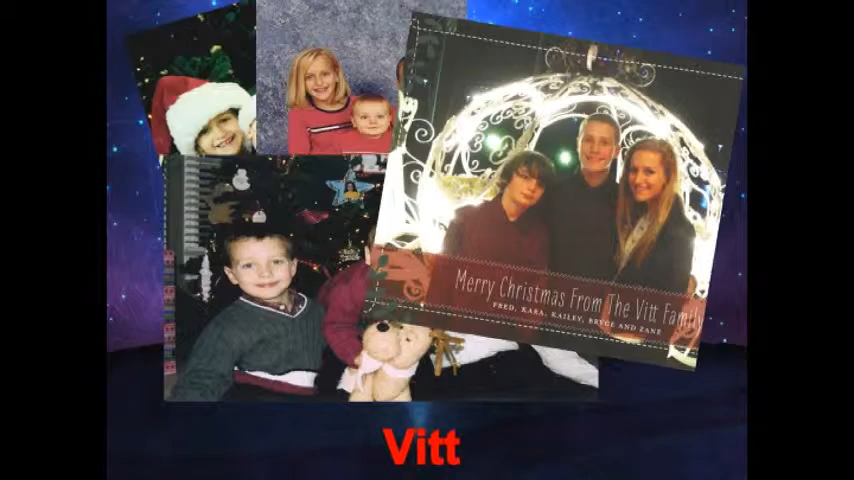 Merry Christmas From The Vitt Family
FRED, KARA, KAILEY, BRYCE AND ZANE
Vitt